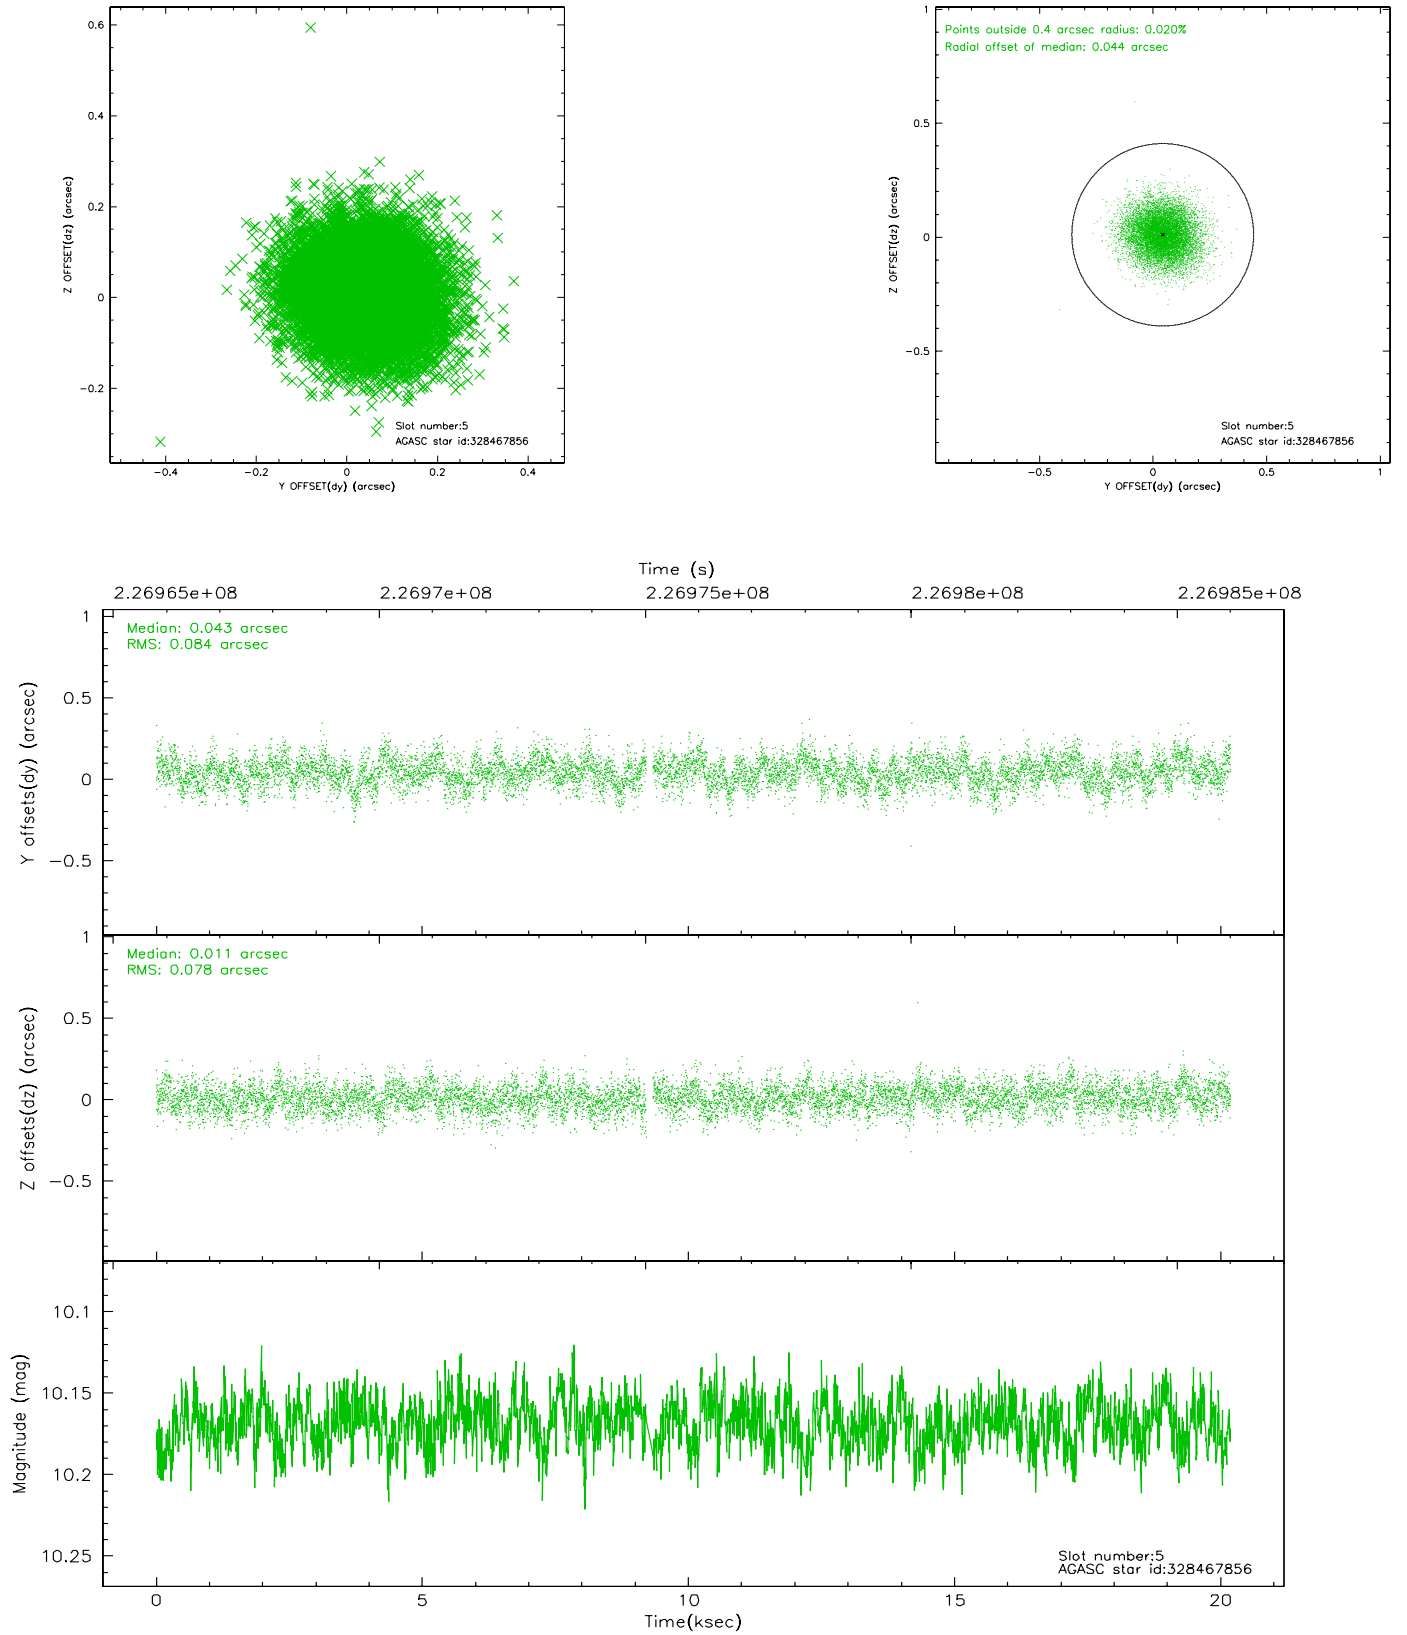 0.6
0.4
0.2
0
−0.2
Z OFFSET(dz) (arcsec)
Slot number:5
AGASC star id:328467856
−0.4 −0.2 0 0.2 0.4
Y OFFSET(dy) (arcsec)
Points outside 0.4 arcsec radius: 0.020%
Radial offset of median: 0.044 arcsec
1
0.5
0
−0.5
Z OFFSET(dz) (arcsec)
Slot number:5
AGASC star id:328467856
−0.5 0 0.5 1
Y OFFSET(dy) (arcsec)
Time (s)
2.26965e+08 2.2697e+08 2.26975e+08 2.2698e+08 2.26985e+08
Median: 0.043 arcsec
RMS: 0.084 arcsec
1
0.5
0
−0.5
Y offsets(dy) (arcsec)
Median: 0.011 arcsec
RMS: 0.078 arcsec
1
0.5
0
−0.5
Z offsets(dz) (arcsec)
10.1
10.15
10.2
10.25
Magnitude (mag)
Slot number:5
AGASC star id:328467856
0 5 10 15 20
Time(ksec)